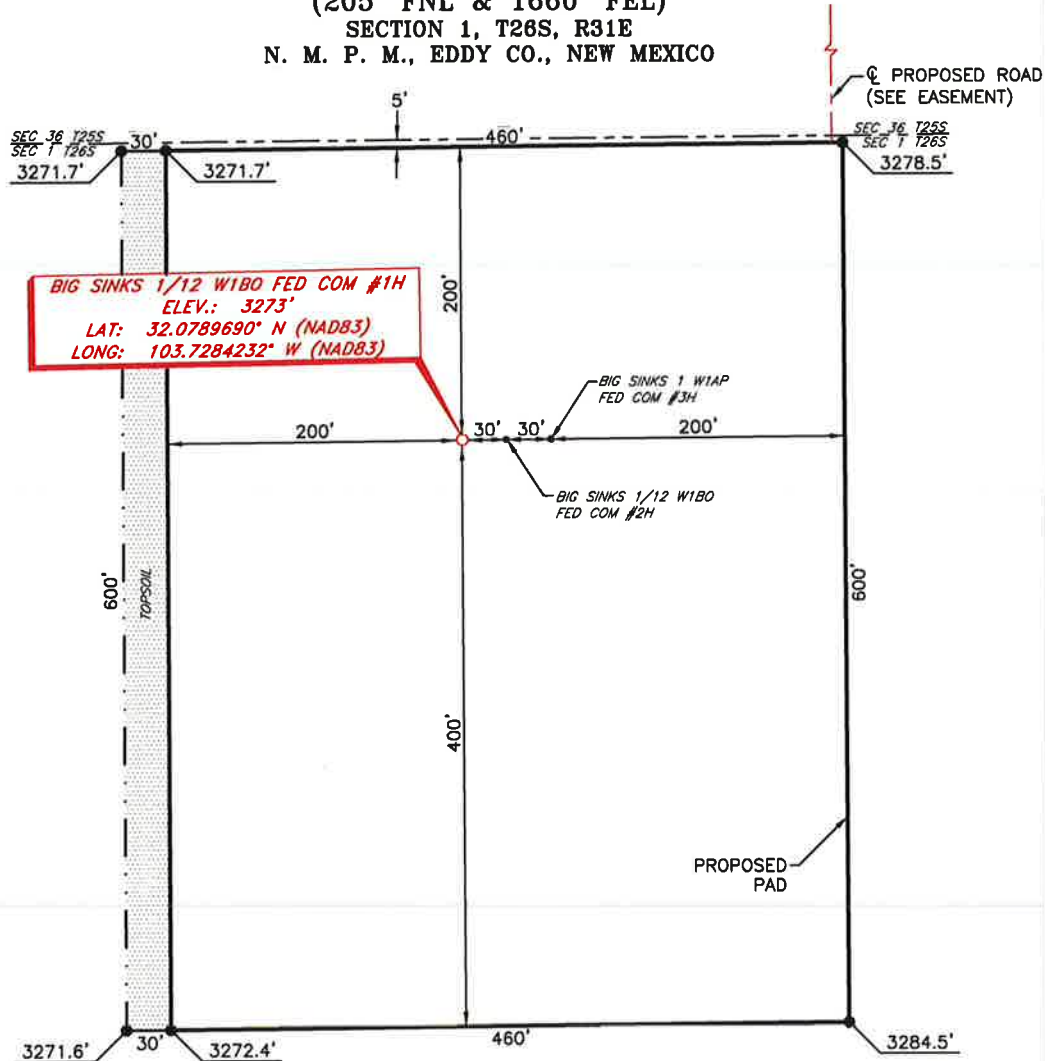 (205' FNL & 1660' FEL)
SECTION 1, T26S, R31E
N. M. P. M., EDDY CO., NEW MEXICO
℄ PROPOSED ROAD
(SEE EASEMENT)
5'
SEC 36 T25S
SEC 1 T26S
30'
460'
SEC 36 T25S
SEC 1 T26S
3271.7'
3271.7'
3278.5'
BIG SINKS 1/12 W1BO FED COM #1H
ELEV.: 3273'
LAT: 32.0789690° N (NAD83)
LONG: 103.7284232° W (NAD83)
200'
BIG SINKS 1 W1AP
FED COM #3H
200'
30'
30'
200'
BIG SINKS 1/12 W1BO
FED COM #2H
600'
TOPSOIL
600'
400'
PROPOSED
PAD
3271.6'
30'
3272.4'
460'
3284.5'